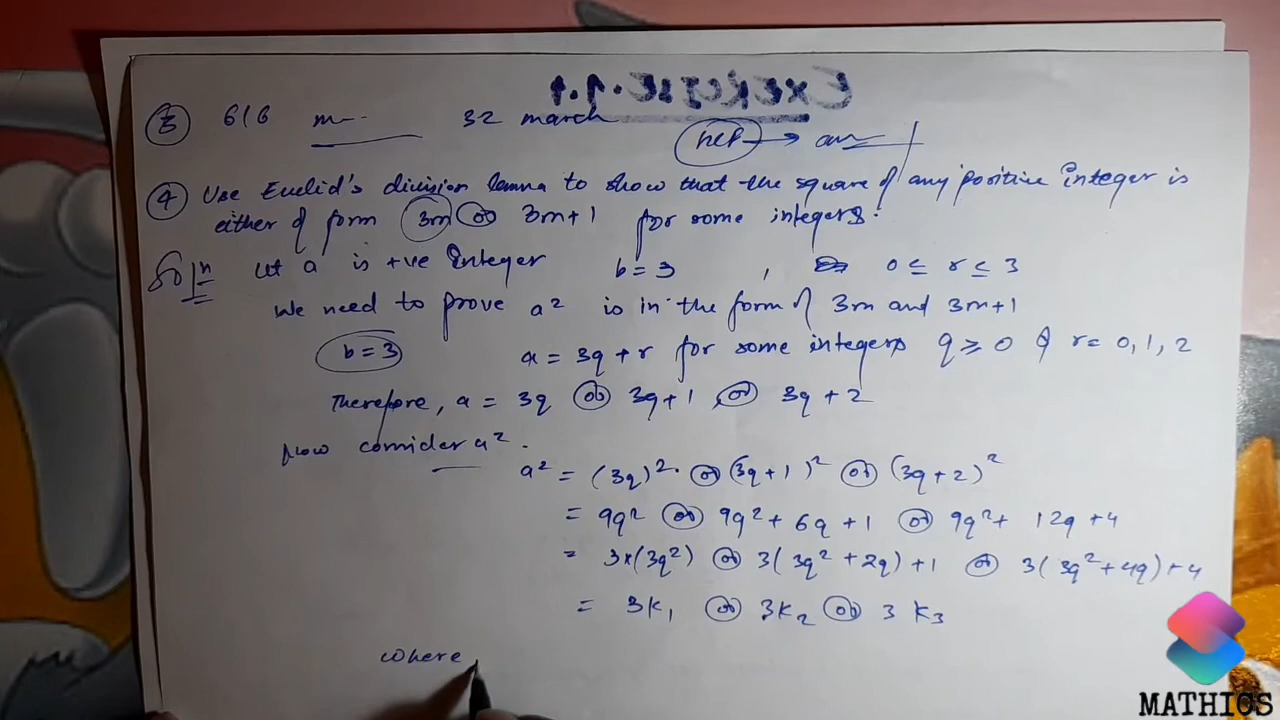 EXERCISE.1.1
③ 616 m-- 32 march
HCF → an
④ Use Euclid's division lemma to show that the square of any positive Integer is
either of form 3m or 3m+1 for some integers.
Sol^n Let a is +ve Integer b=3 , 0 ≤ r ≤ 3
We need to prove a² is in the form of 3m and 3m+1
b=3 a = 3q + r for some integers q ≥ 0 & r = 0, 1, 2
Therefore, a = 3q or 3q+1 or 3q + 2
Now consider a².
a² = (3q)² or (3q+1)² or (3q+2)²
= 9q² or 9q² + 6q + 1 or 9q² + 12q + 4
= 3×(3q²) or 3(3q² + 2q) + 1 or 3(3q² + 4q) + 4
= 3k₁ or 3k₂ or 3 k₃
where
MATHICS